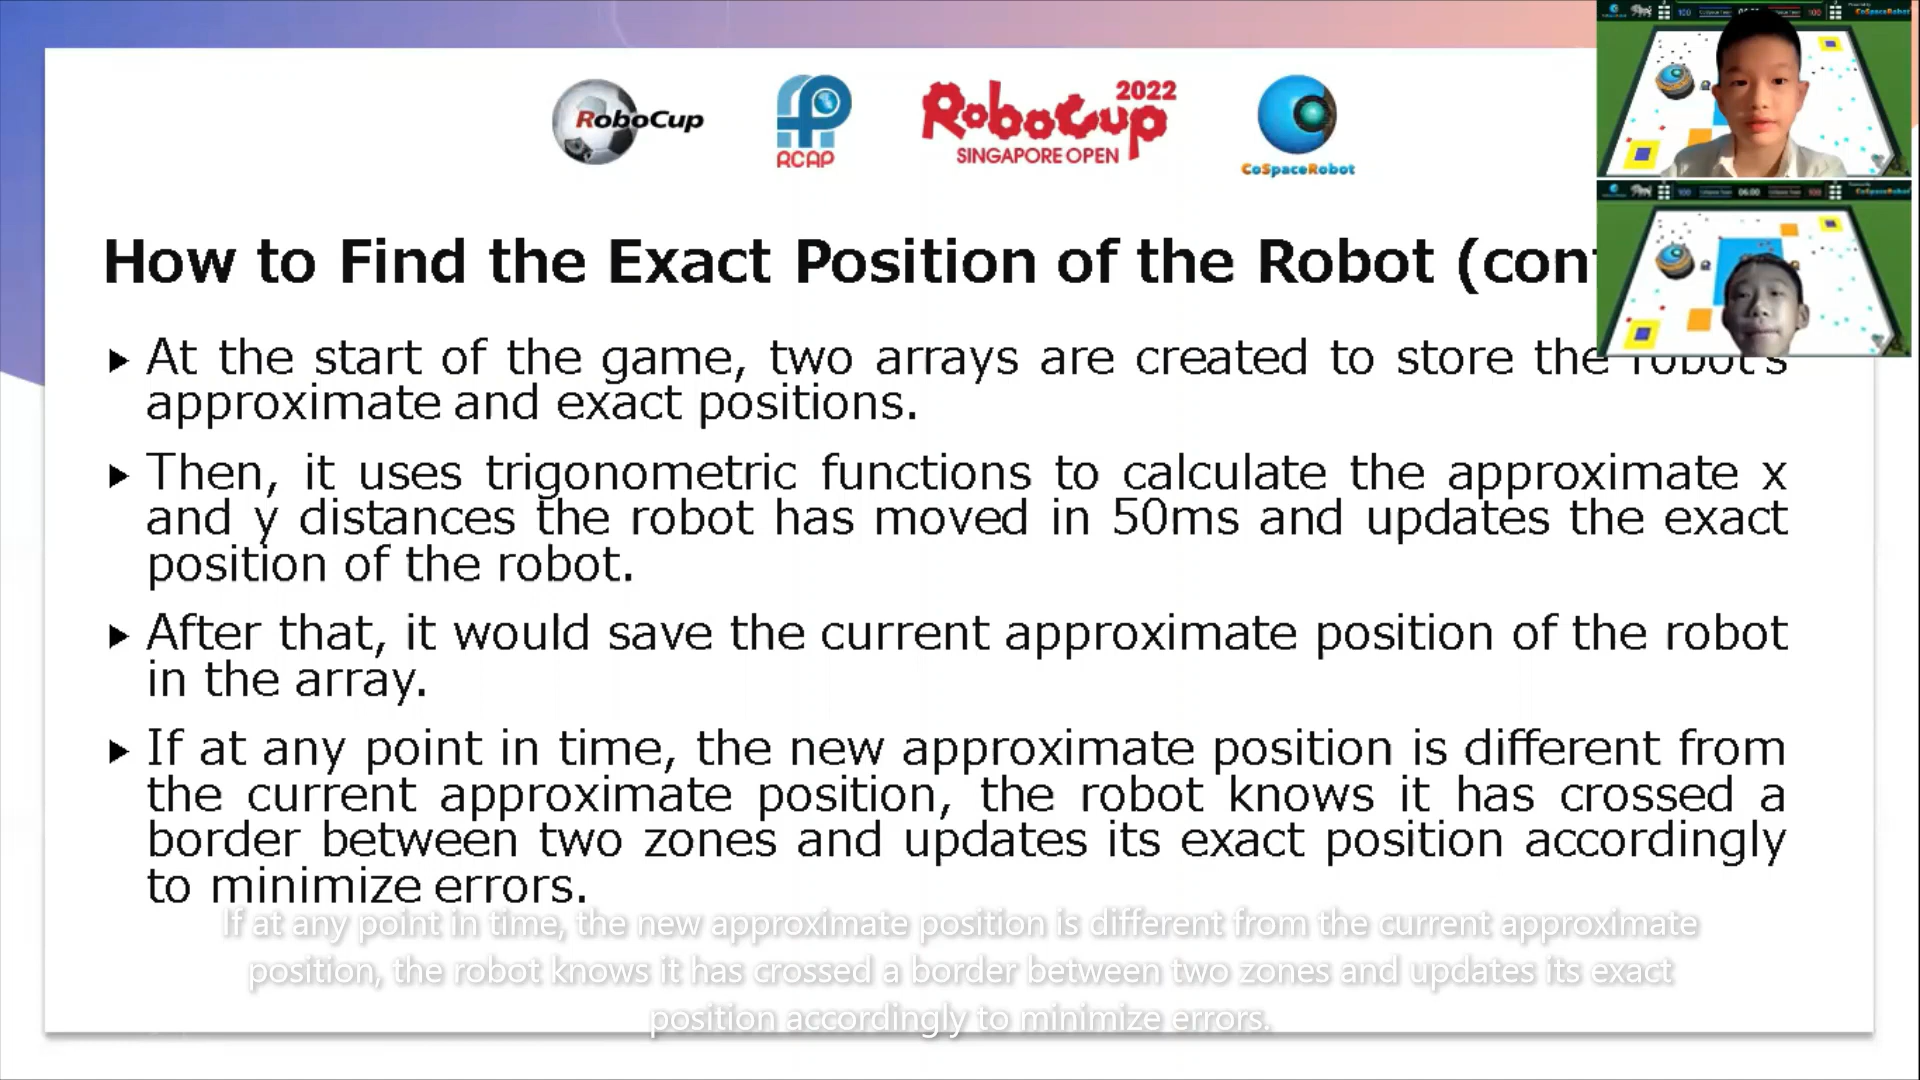 RoboCup
RCAP
RoboCup 2022
SINGAPORE OPEN
CoSpaceRobot
100
100
100
06:00
100
How to Find the Exact Position of the Robot (con
At the start of the game, two arrays are created to store the robot's
approximate and exact positions.
Then, it uses trigonometric functions to calculate the approximate x
and y distances the robot has moved in 50ms and updates the exact
position of the robot.
After that, it would save the current approximate position of the robot
in the array.
If at any point in time, the new approximate position is different from
the current approximate position, the robot knows it has crossed a
border between two zones and updates its exact position accordingly
to minimize errors.
If at any point in time, the new approximate position is different from the current approximate
position, the robot knows it has crossed a border between two zones and updates its exact
position accordingly to minimize errors.